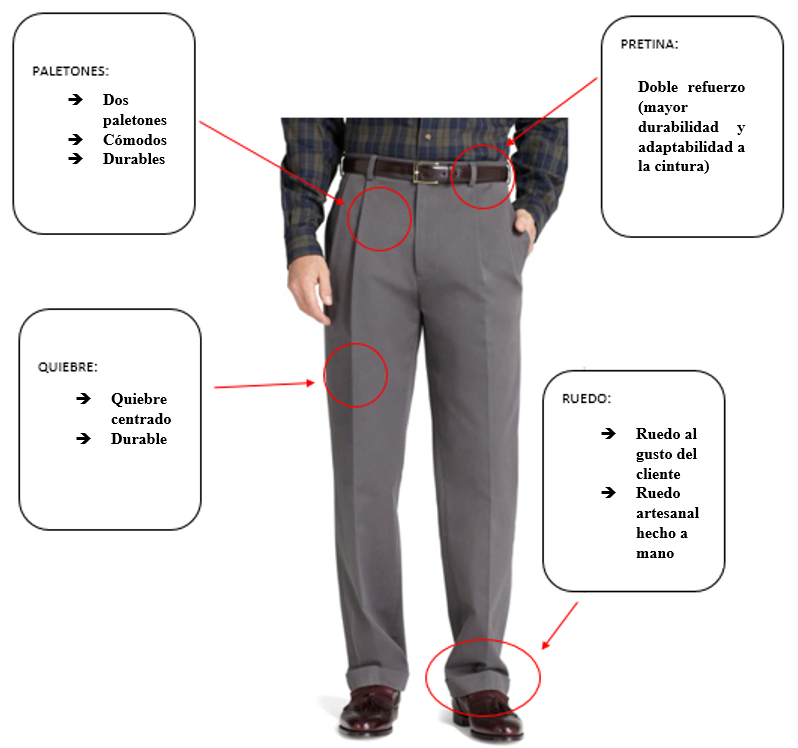 PALETONES:
➔ Dos
paletones
➔ Cómodos
➔ Durables
PRETINA:
Doble refuerzo
(mayor
durabilidad y
adaptabilidad a
la cintura)
QUIEBRE:
➔ Quiebre
centrado
➔ Durable
RUEDO:
➔ Ruedo al
gusto del
cliente
➔ Ruedo
artesanal
hecho a
mano